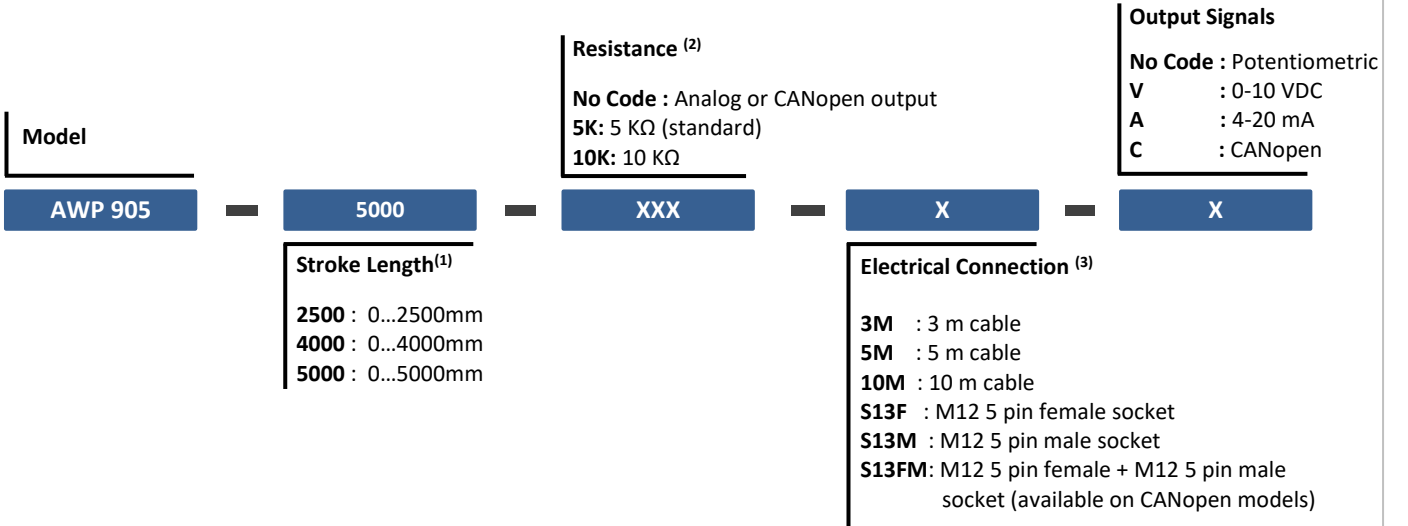 Model
Resistance (2)
No Code : Analog or CANopen output
5K: 5 KΩ (standard)
10K: 10 KΩ
Output Signals
No Code : Potentiometric
V : 0-10 VDC
A : 4-20 mA
C : CANopen
AWP 905 – 5000 – XXX – X – X
Stroke Length(1)
2500 : 0...2500mm
4000 : 0...4000mm
5000 : 0...5000mm
Electrical Connection (3)
3M : 3 m cable
5M : 5 m cable
10M : 10 m cable
S13F : M12 5 pin female socket
S13M : M12 5 pin male socket
S13FM: M12 5 pin female + M12 5 pin male
socket (available on CANopen models)